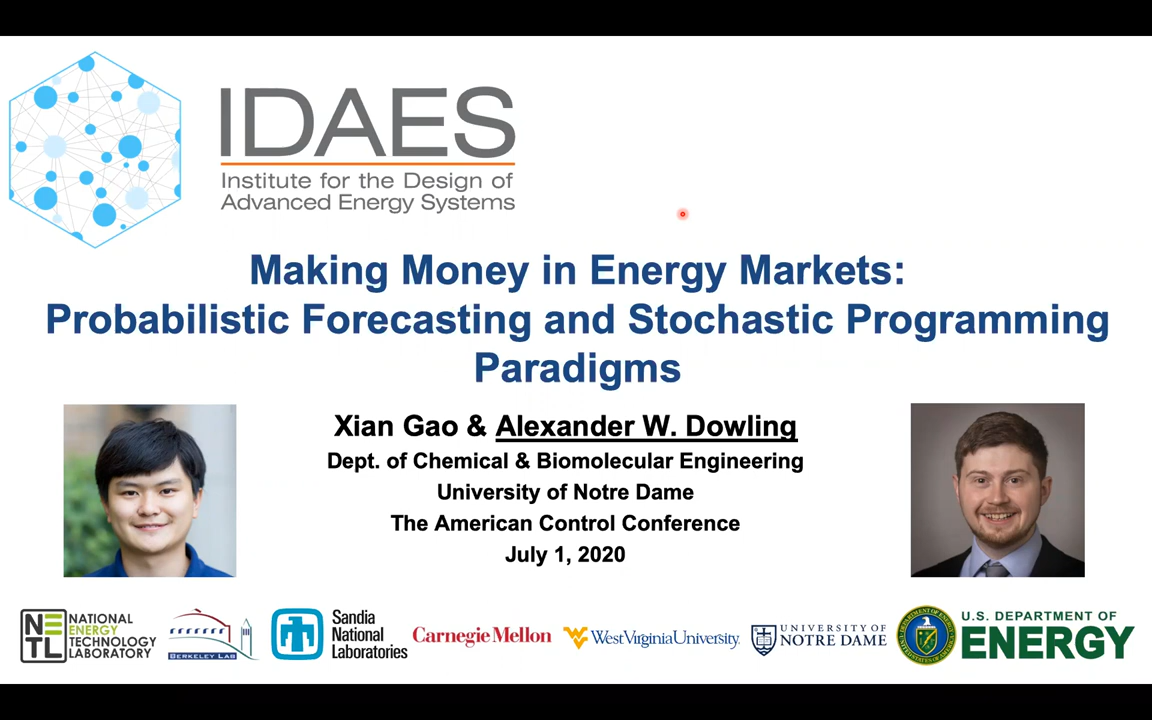 IDAES
Institute for the Design of
Advanced Energy Systems
Making Money in Energy Markets:
Probabilistic Forecasting and Stochastic Programming
Paradigms
Xian Gao & Alexander W. Dowling
Dept. of Chemical & Biomolecular Engineering
University of Notre Dame
The American Control Conference
July 1, 2020
NETL
NATIONAL
ENERGY
TECHNOLOGY
LABORATORY
BERKELEY LAB
Sandia
National
Laboratories
Carnegie Mellon
WestVirginiaUniversity.
UNIVERSITY OF
NOTRE DAME
U.S. DEPARTMENT OF
ENERGY